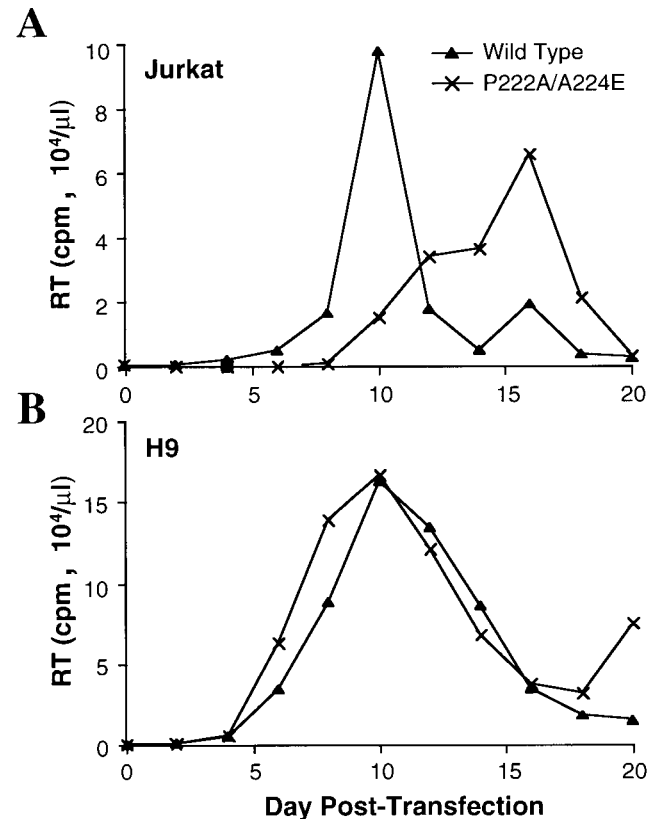 A
Jurkat
Wild Type
P222A/A224E
RT (cpm, 10⁴/µl)
10
8
6
4
2
0
0 5 10 15 20
B
H9
RT (cpm, 10⁴/µl)
20
15
10
5
0
0 5 10 15 20
Day Post-Transfection